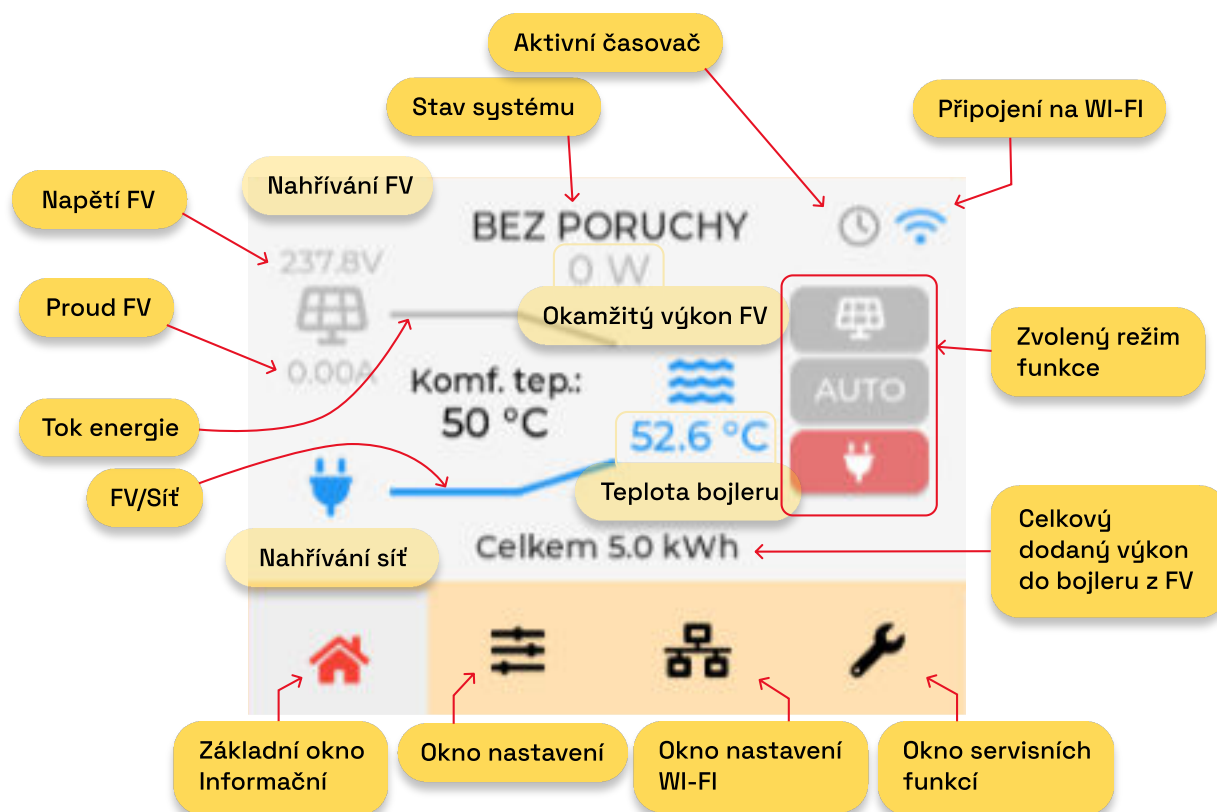 Aktivní časovač
Stav systému
Připojení na WI-FI
Nahřívání FV
Napětí FV
BEZ PORUCHY
237.8V
0 W
Proud FV
Okamžitý výkon FV
Zvolený režim
funkce
0.00A
Komf. tep.:
50 °C
AUTO
Tok energie
52.6 °C
FV/Síť
Teplota bojleru
Nahřívání síť
Celkem 5.0 kWh
Celkový
dodaný výkon
do bojleru z FV
Základní okno
Informační
Okno nastavení
Okno nastavení
WI-FI
Okno servisních
funkcí